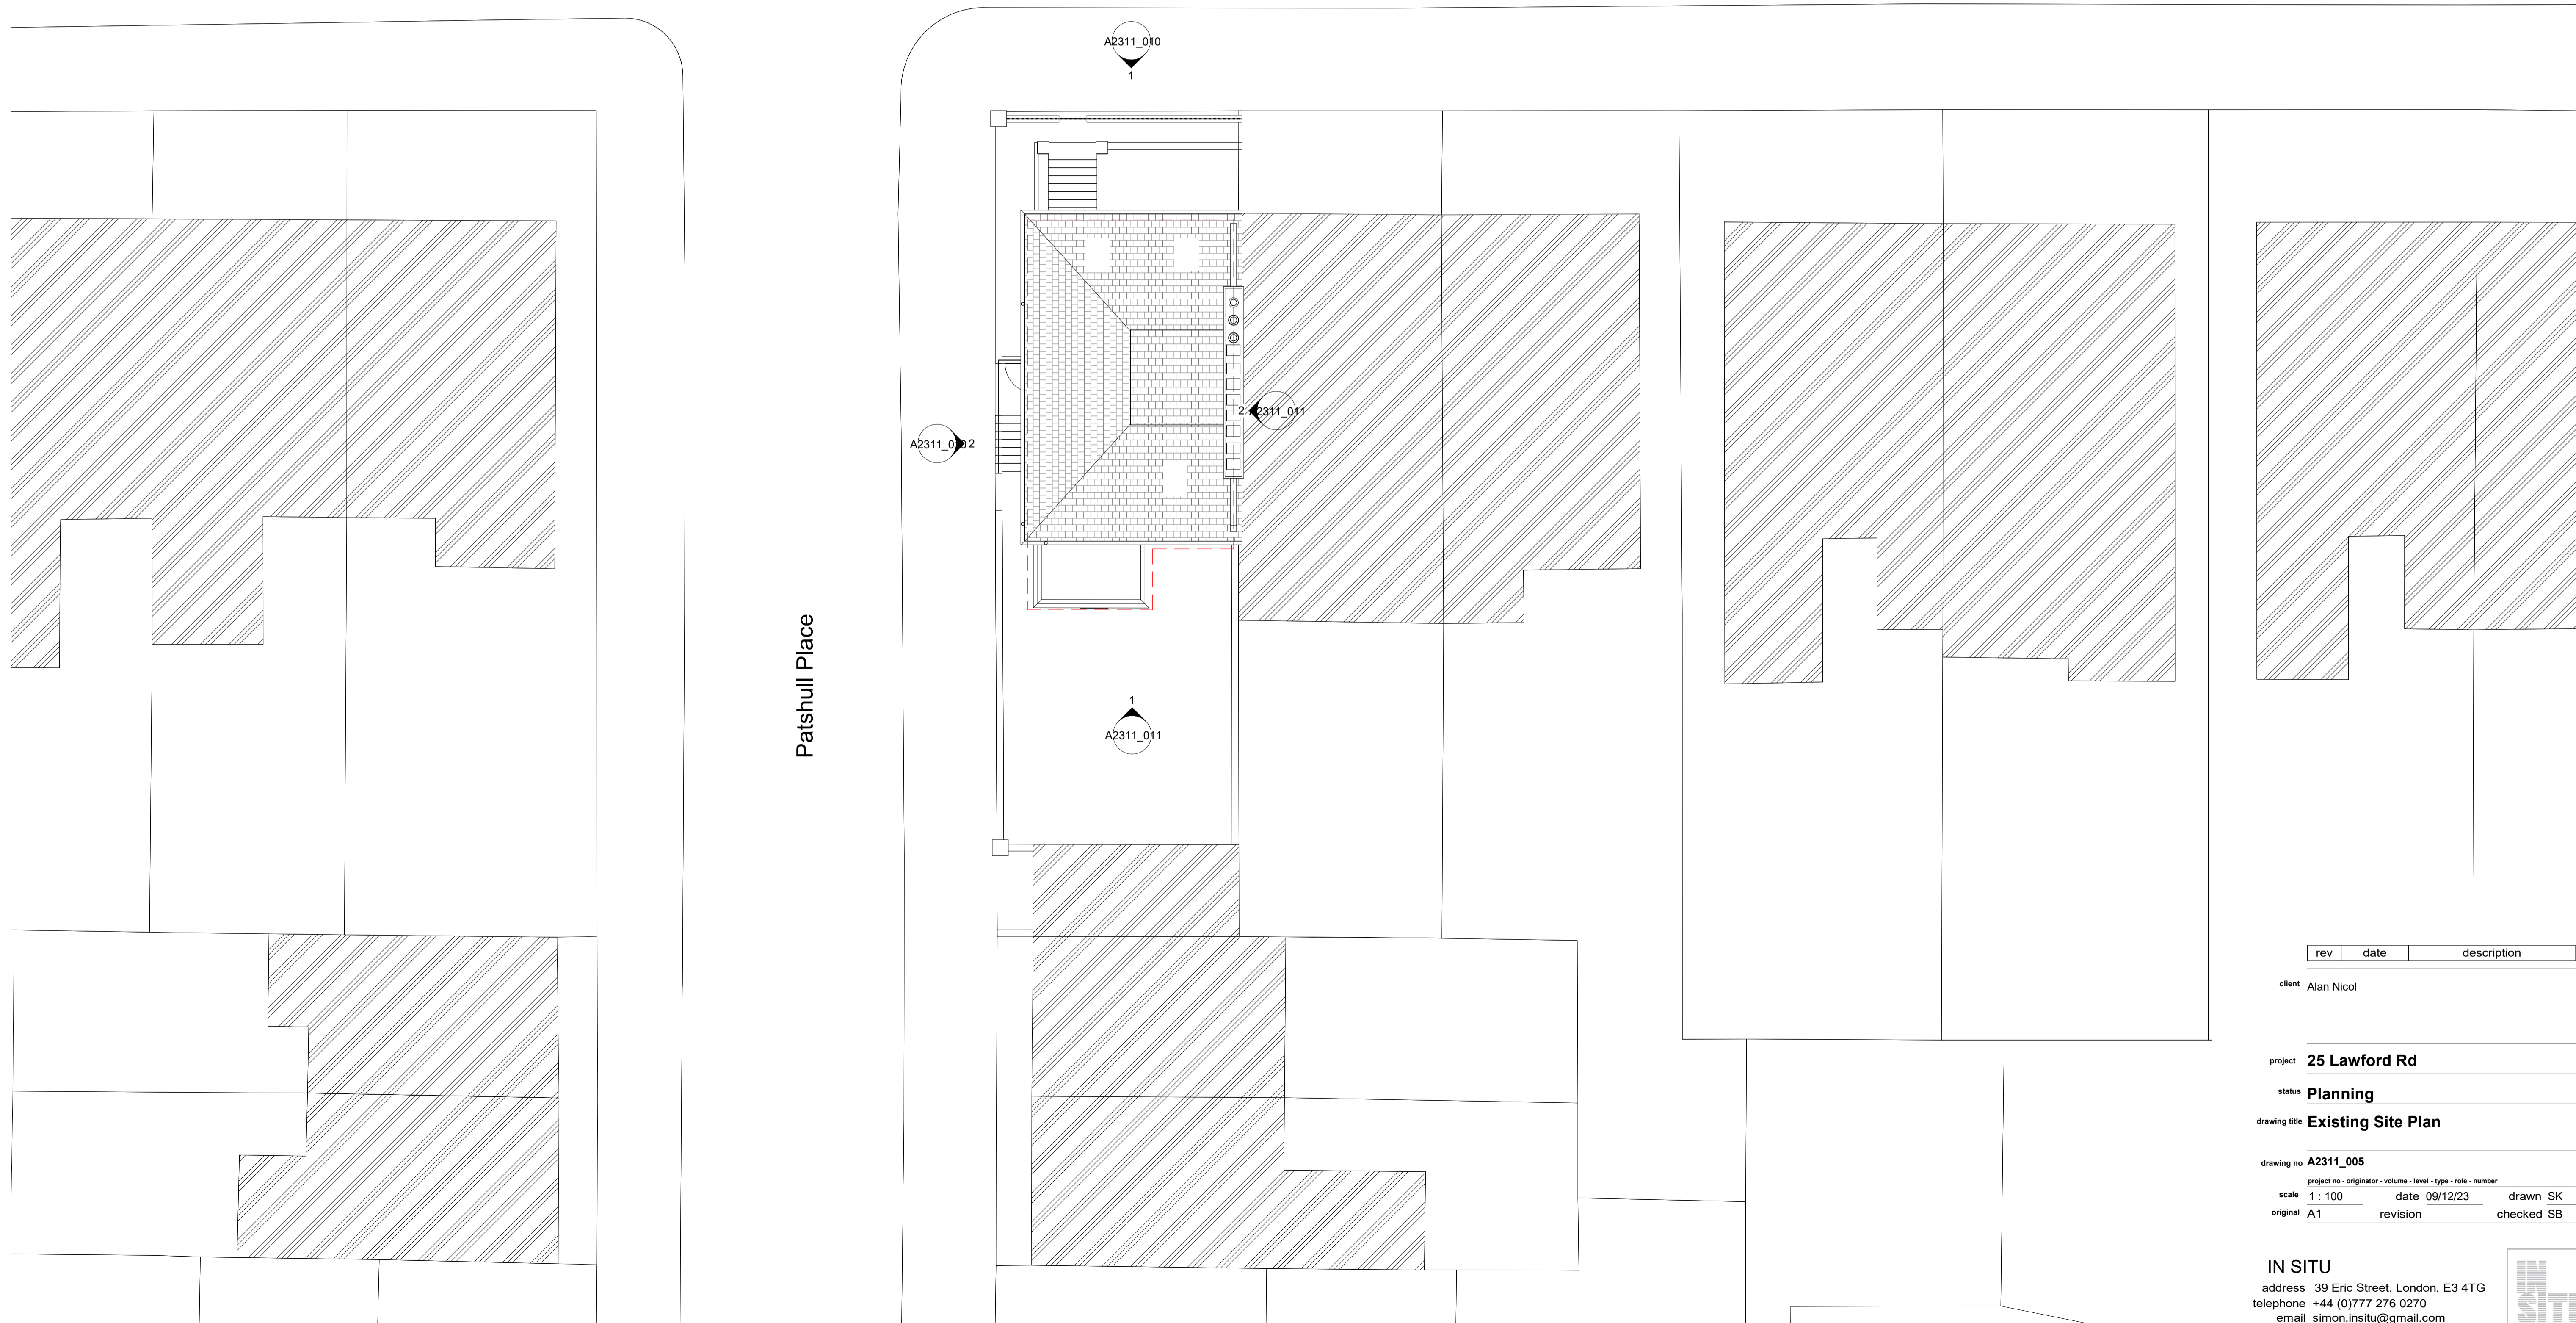 A2311_010
1
A2311_010 2
2 A2311_011
Patshull Place
1
A2311_011
rev date description
client Alan Nicol
project 25 Lawford Rd
status Planning
drawing title Existing Site Plan
drawing no A2311_005
project no - originator - volume - level - type - role - number
scale 1 : 100 date 09/12/23 drawn SK
original A1 revision checked SB
IN SITU
address 39 Eric Street, London, E3 4TG
telephone +44 (0)777 276 0270
email simon.insitu@gmail.com
IN
SITU